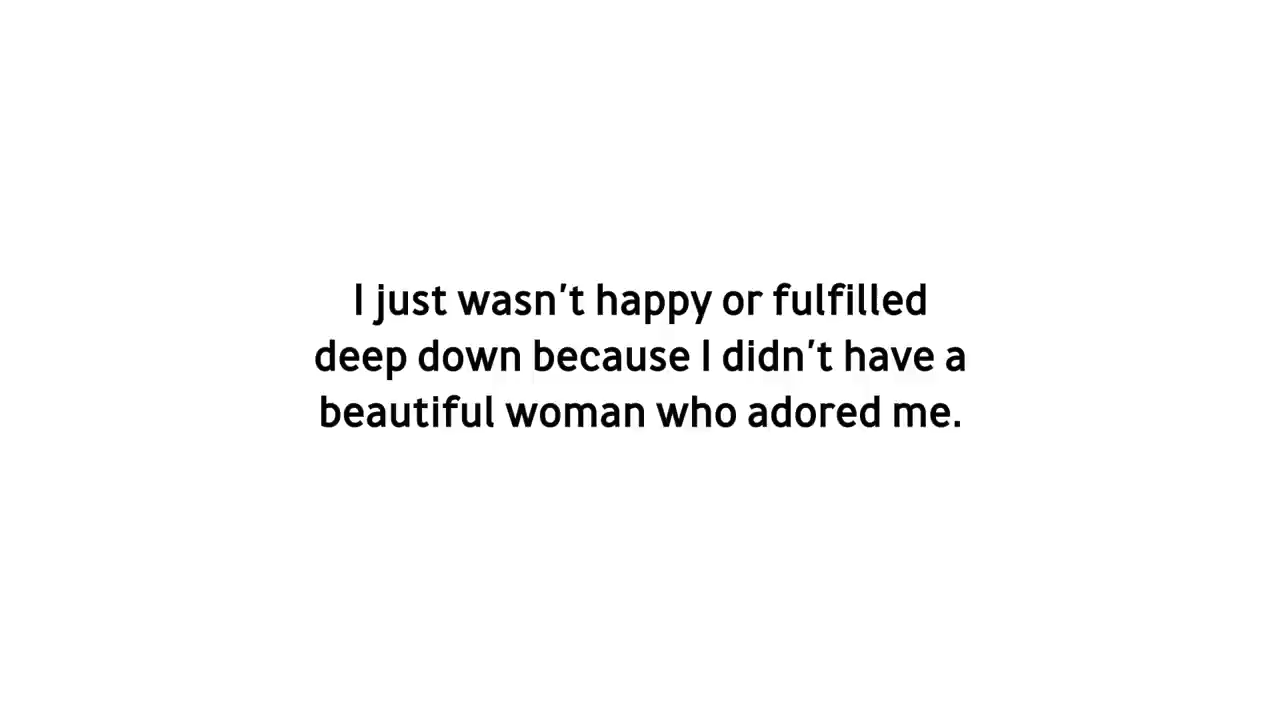 I just wasn't happy or fulfilled
deep down because I didn't have a
beautiful woman who adored me.